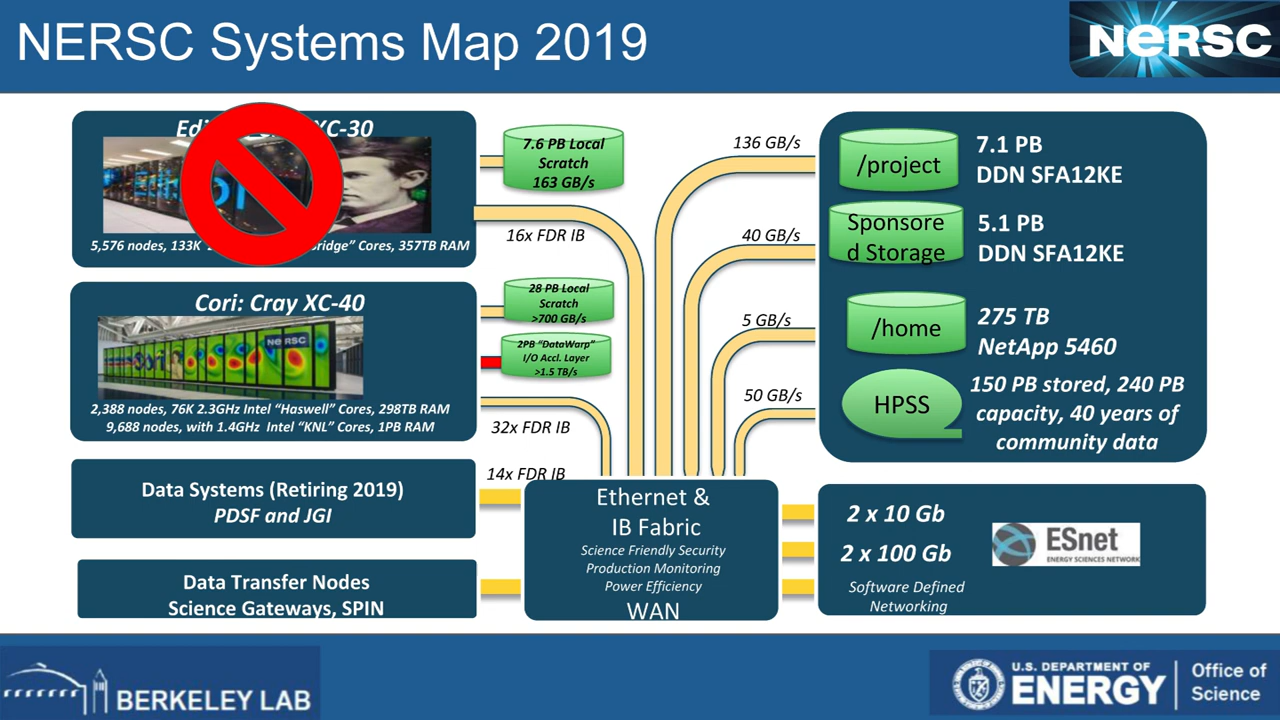 NERSC Systems Map 2019
NERSC
XC-30
5,576 nodes, 133K
Cores, 357TB RAM
7.6 PB Local
Scratch
163 GB/s
16x FDR IB
Cori: Cray XC-40
NERSC
2,388 nodes, 76K 2.3GHz Intel “Haswell” Cores, 298TB RAM
9,688 nodes, with 1.4GHz Intel “KNL” Cores, 1PB RAM
28 PB Local
Scratch
>700 GB/s
2PB “DataWarp”
I/O Accl. Layer
>1.5 TB/s
32x FDR IB
Data Systems (Retiring 2019)
PDSF and JGI
14x FDR IB
Data Transfer Nodes
Science Gateways, SPIN
Ethernet &
IB Fabric
Science Friendly Security
Production Monitoring
Power Efficiency
WAN
136 GB/s
40 GB/s
5 GB/s
50 GB/s
/project
7.1 PB
DDN SFA12KE
Sponsore
d Storage
5.1 PB
DDN SFA12KE
/home
275 TB
NetApp 5460
HPSS
150 PB stored, 240 PB
capacity, 40 years of
community data
2 x 10 Gb
2 x 100 Gb
Software Defined
Networking
ESnet
ENERGY SCIENCES NETWORK
BERKELEY LAB
U.S. DEPARTMENT OF
ENERGY
Office of
Science